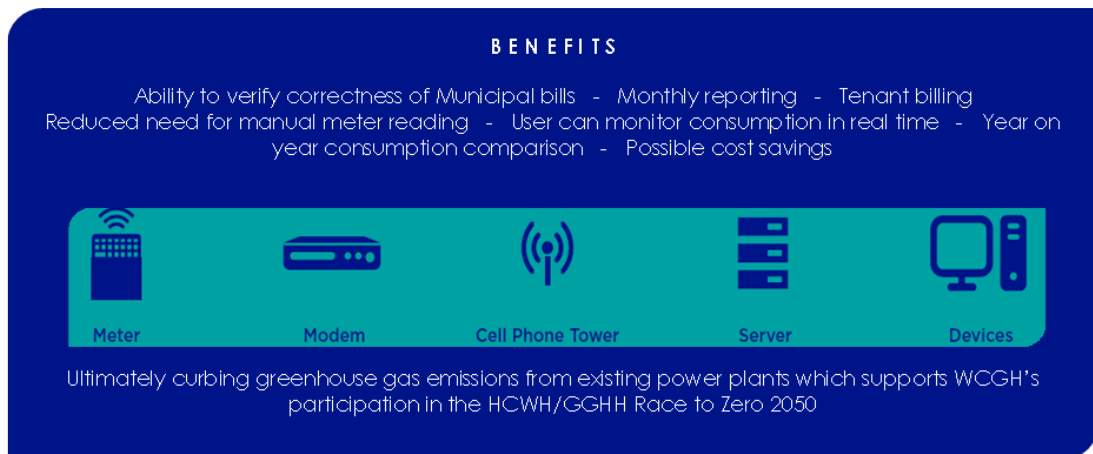 BENEFITS
Ability to verify correctness of Municipal bills - Monthly reporting - Tenant billing
Reduced need for manual meter reading - User can monitor consumption in real time - Year on
year consumption comparison - Possible cost savings
Meter Modem Cell Phone Tower Server Devices
Ultimately curbing greenhouse gas emissions from existing power plants which supports WCGH's
participation in the HCWH/GGHH Race to Zero 2050